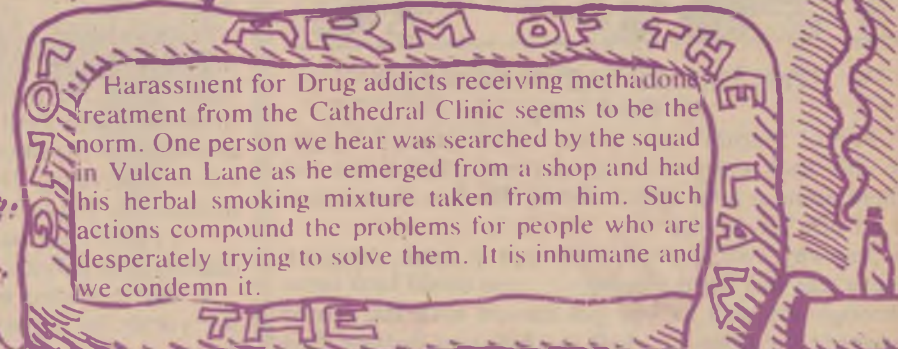 THE
LONG
ARM OF THE
LAW
Harassment for Drug addicts receiving methadone
treatment from the Cathedral Clinic seems to be the
norm. One person we hear was searched by the squad
in Vulcan Lane as he emerged from a shop and had
his herbal smoking mixture taken from him. Such
actions compound the problems for people who are
desperately trying to solve them. It is inhumane and
we condemn it.